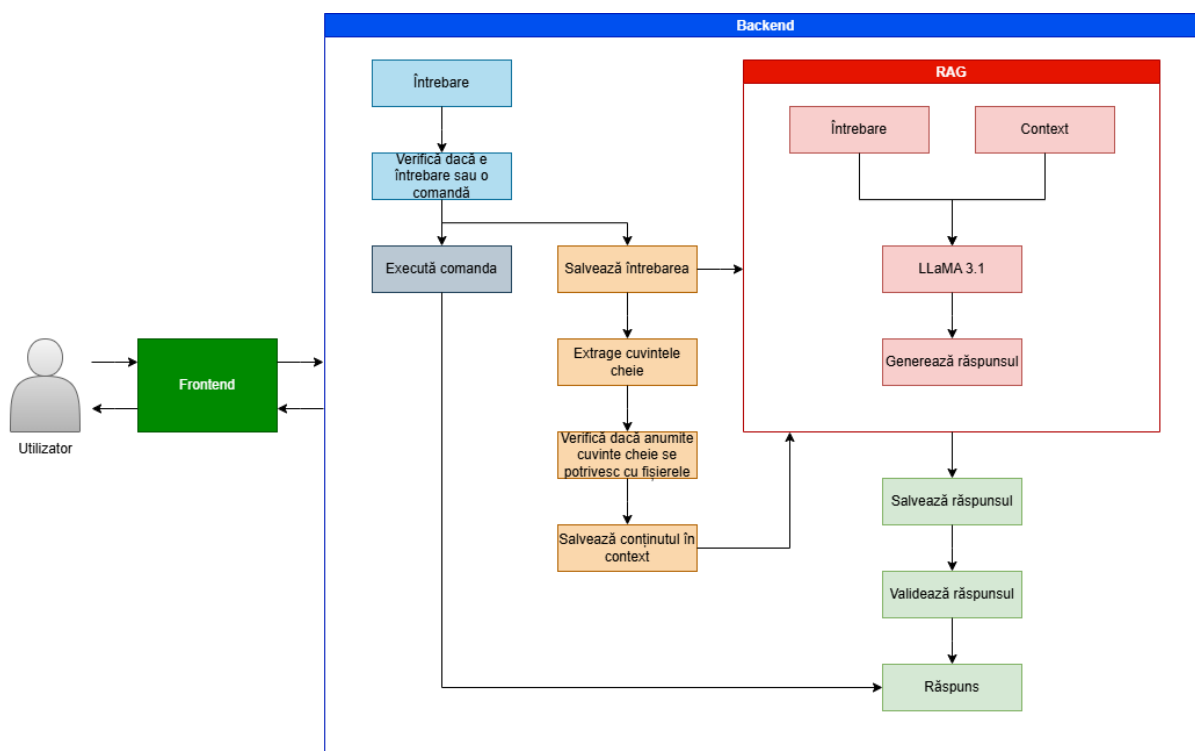 Backend
Întrebare
Verifică dacă e
întrebare sau o
comandă
Execută comanda
Salvează întrebarea
Extrage cuvintele
cheie
Verifică dacă anumite
cuvinte cheie se
potrivesc cu fișierele
Salvează conținutul în
context
RAG
Întrebare
Context
LLaMA 3.1
Generează răspunsul
Salvează răspunsul
Validează răspunsul
Răspuns
Frontend
Utilizator